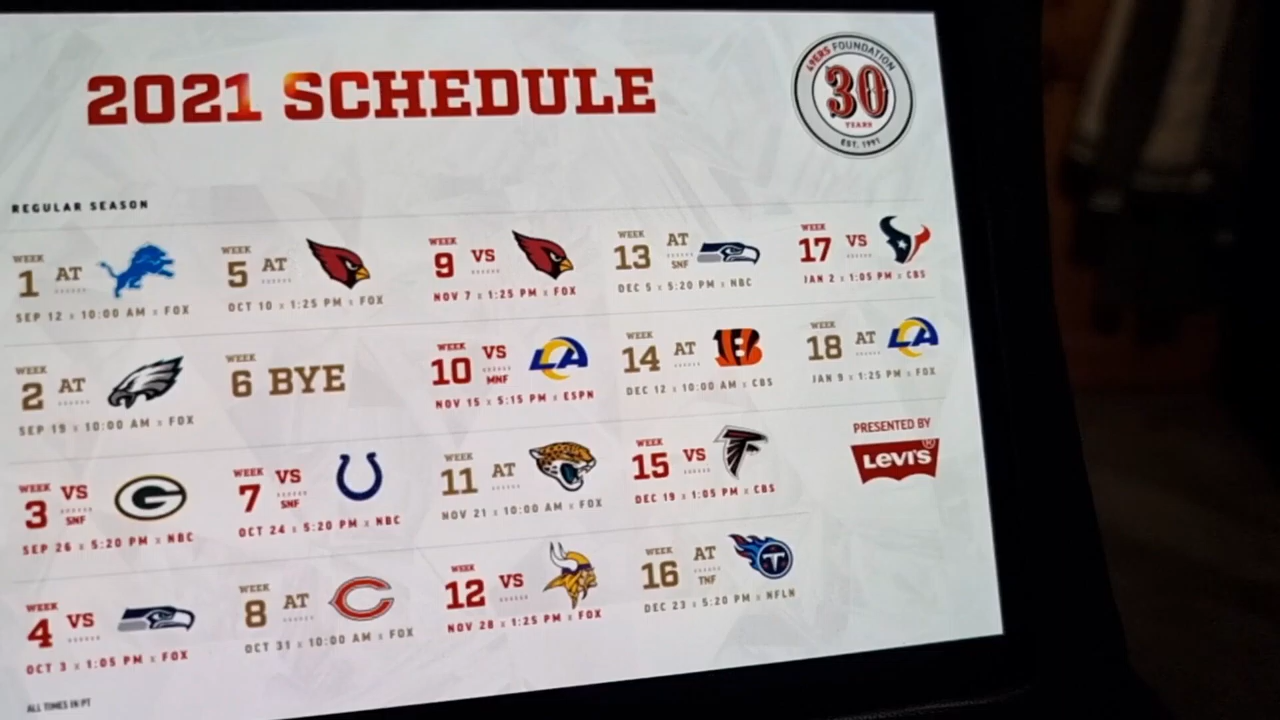 2021 SCHEDULE
49ERS FOUNDATION
30
YEARS
EST. 1991
REGULAR SEASON
WEEK 1 AT
SEP 12 x 10:00 AM x FOX
WEEK 2 AT
SEP 19 x 10:00 AM x FOX
WEEK 3 VS SNF G
SEP 26 x 5:20 PM x NBC
WEEK 4 VS
OCT 3 x 1:05 PM x FOX
WEEK 5 AT
OCT 10 x 1:25 PM x FOX
WEEK 6 BYE
WEEK 7 VS SNF
OCT 24 x 5:20 PM x NBC
WEEK 8 AT C
OCT 31 x 10:00 AM x FOX
WEEK 9 VS
NOV 7 x 1:25 PM x FOX
WEEK 10 VS MNF LA
NOV 15 x 5:15 PM x ESPN
WEEK 11 AT
NOV 21 x 10:00 AM x FOX
WEEK 12 VS
NOV 28 x 1:25 PM x FOX
WEEK 13 AT SNF
DEC 5 x 5:20 PM x NBC
WEEK 14 AT B
DEC 12 x 10:00 AM x CBS
WEEK 15 VS
DEC 19 x 1:05 PM x CBS
WEEK 16 AT TNF T
DEC 23 x 5:20 PM x NFLN
WEEK 17 VS
JAN 2 x 1:05 PM x CBS
WEEK 18 AT LA
JAN 9 x 1:25 PM x FOX
PRESENTED BY
LEVI'S®
ALL TIMES IN PT